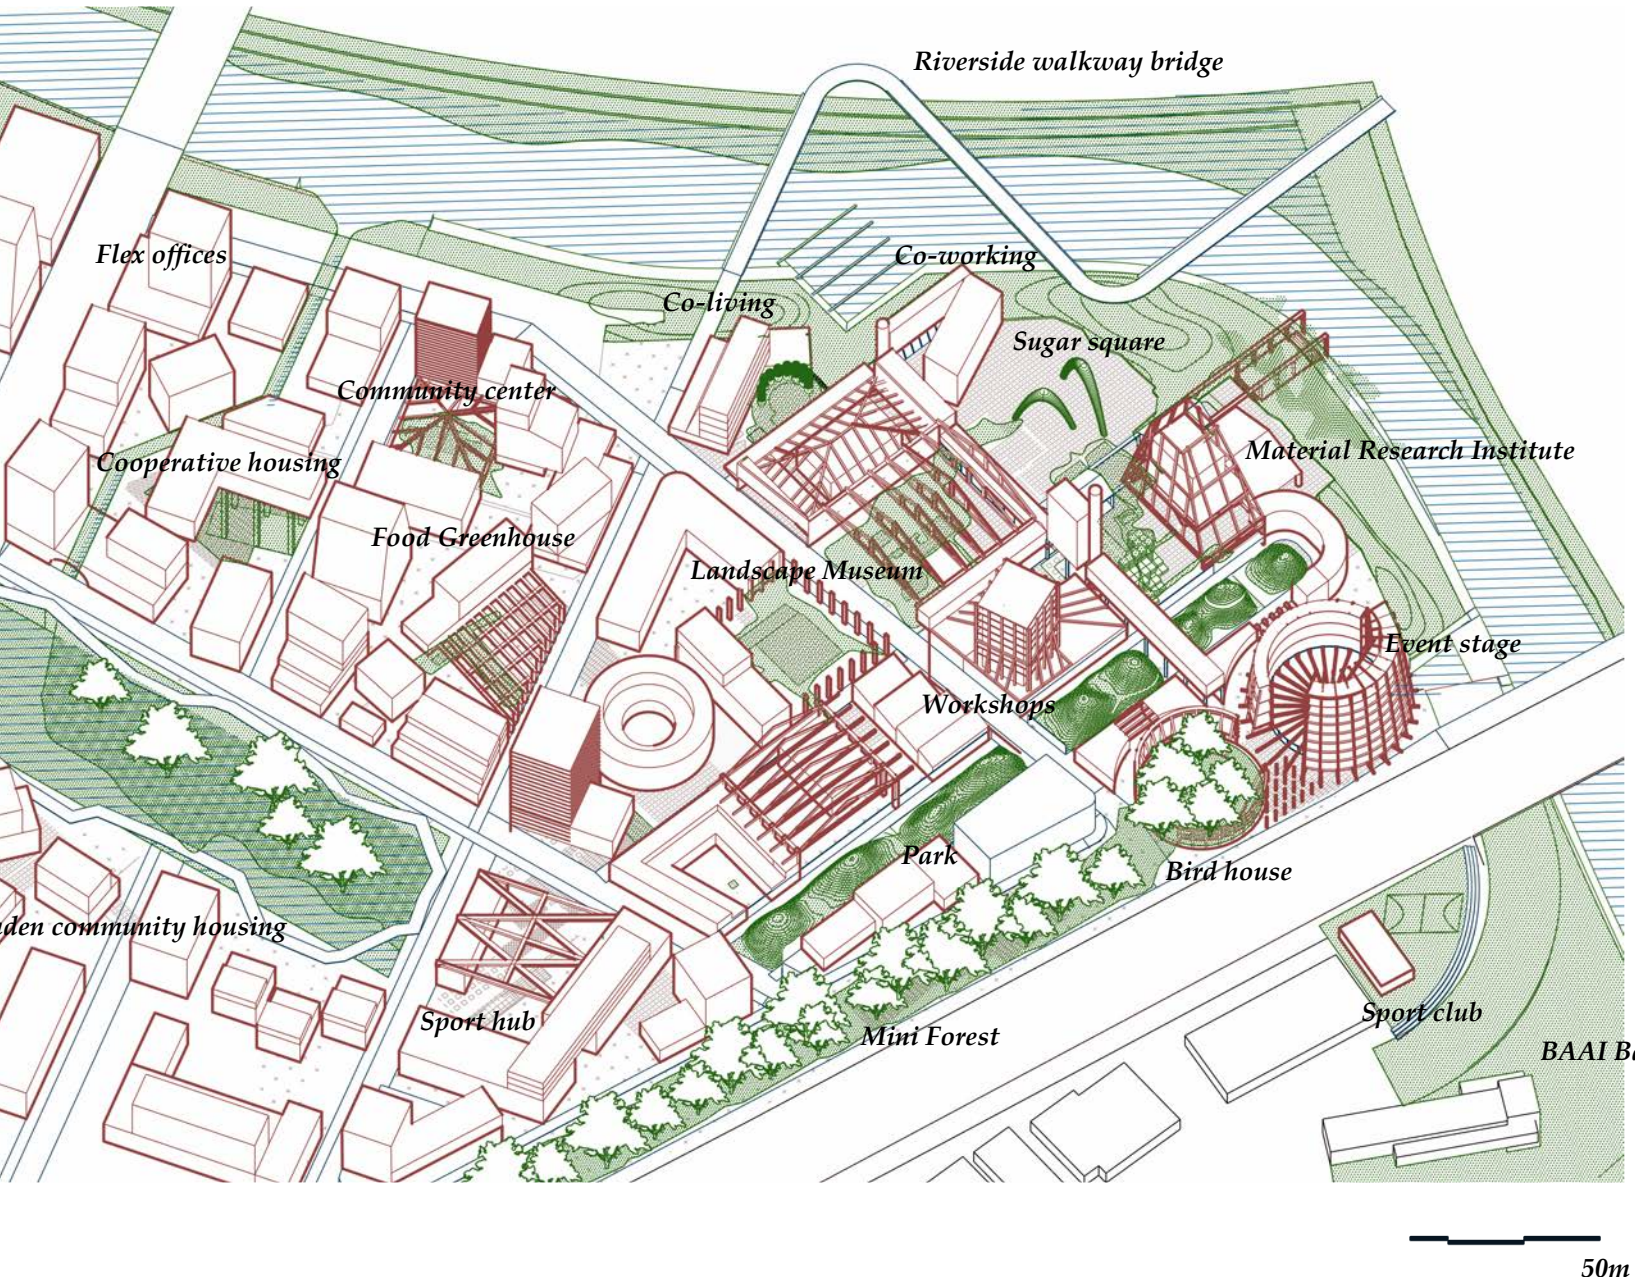 Riverside walkway bridge
Flex offices
Co-working
Co-living
Sugar square
Community center
Material Research Institute
Cooperative housing
Food Greenhouse
Landscape Museum
Event stage
Workshops
Park
Bird house
community housing
Sport hub
Sport club
Mini Forest
BAAI
50m